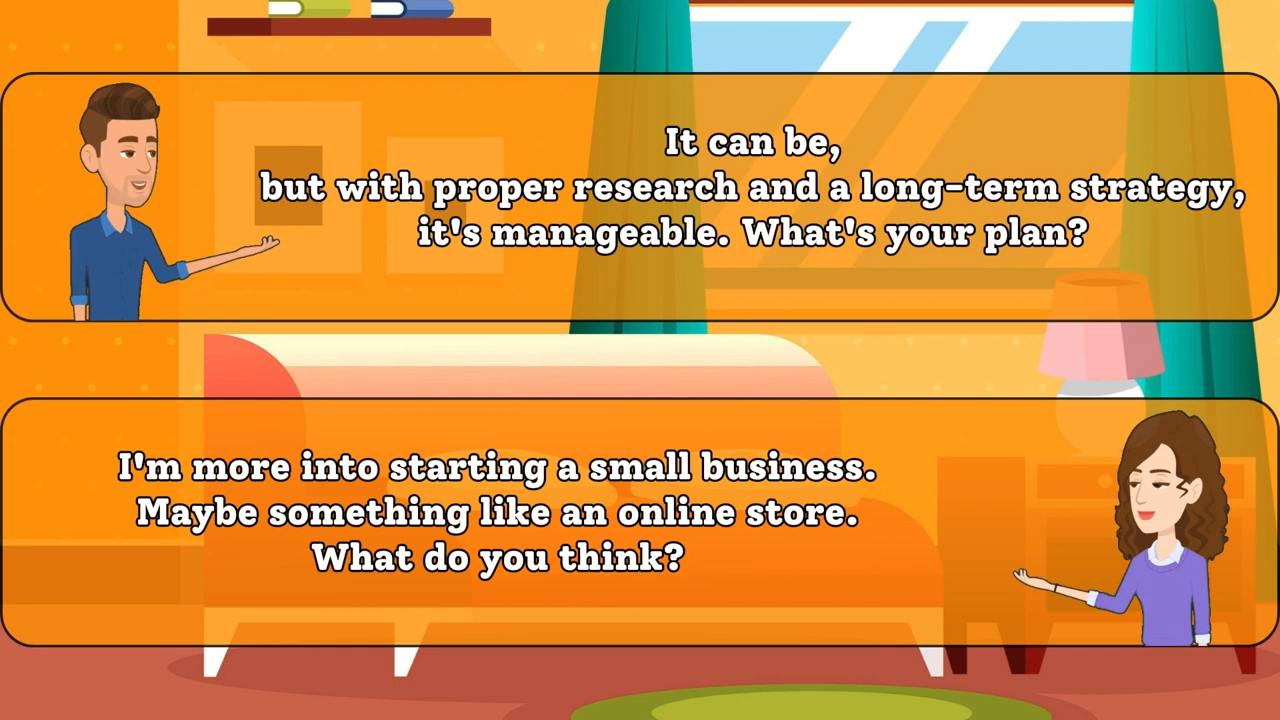 It can be,
but with proper research and a long-term strategy,
it's manageable. What's your plan?
I'm more into starting a small business.
Maybe something like an online store.
What do you think?